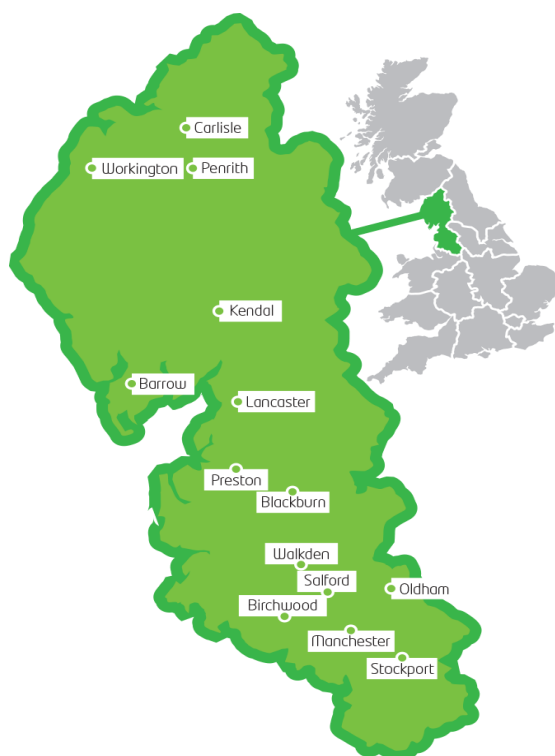 Carlisle
Workington
Penrith
Kendal
Barrow
Lancaster
Preston
Blackburn
Walkden
Salford
Oldham
Birchwood
Manchester
Stockport